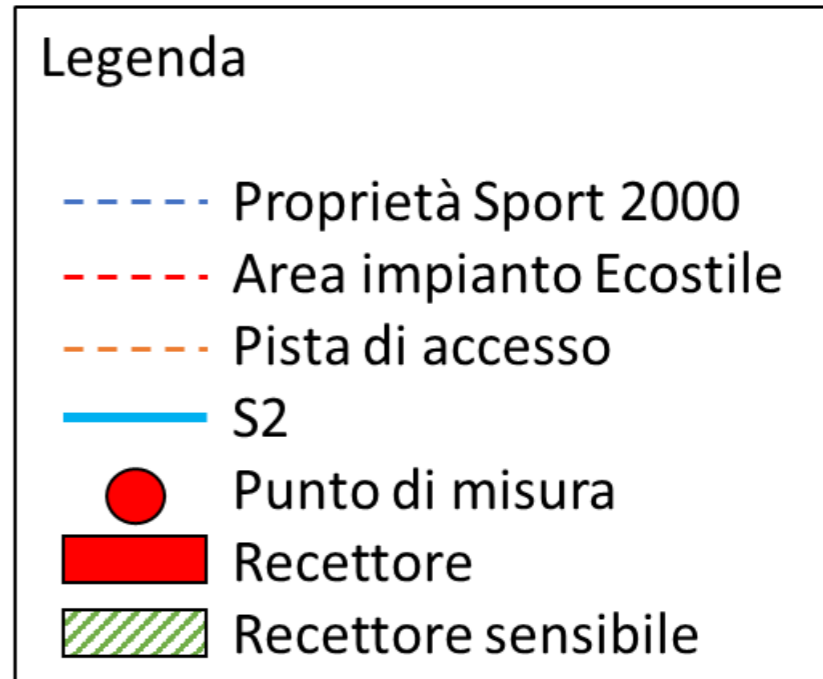 Legenda
Proprietà Sport 2000
Area impianto Ecostile
Pista di accesso
S2
Punto di misura
Recettore
Recettore sensibile